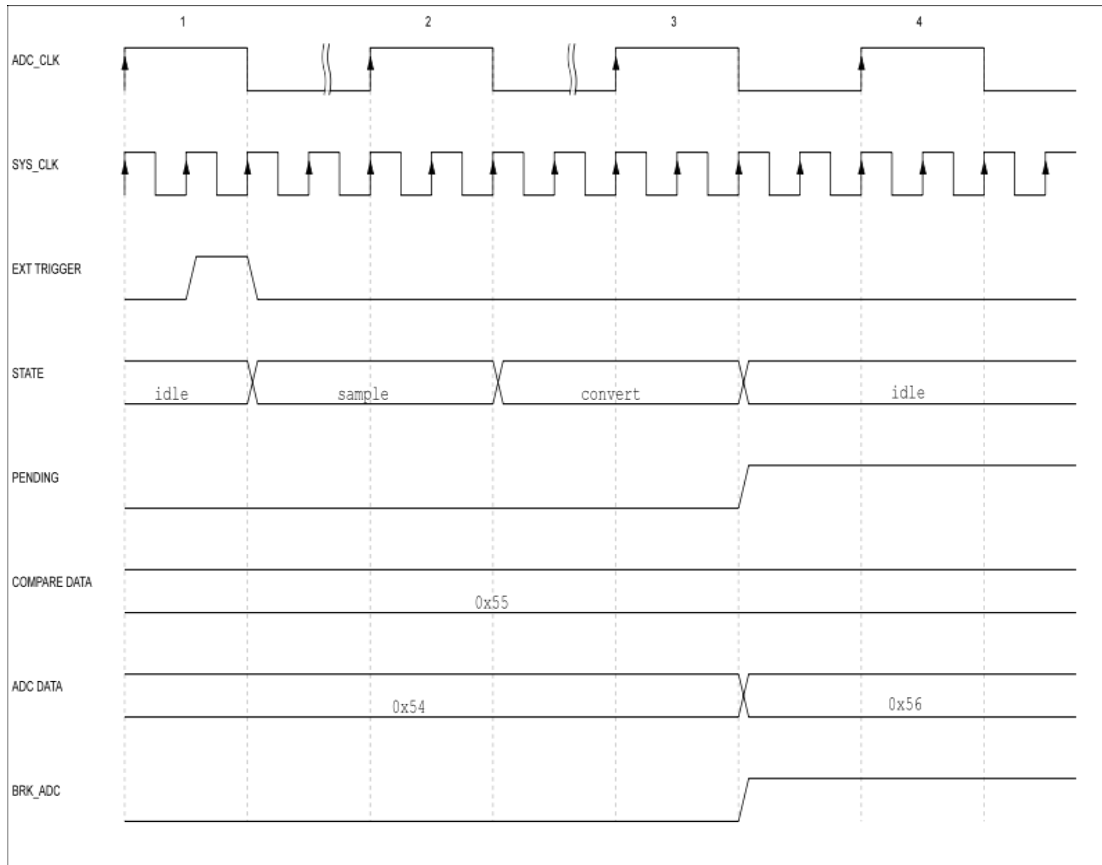 1 2 3 4
ADC_CLK
SYS_CLK
EXT TRIGGER
STATE
idle sample convert idle
PENDING
COMPARE DATA
0x55
ADC DATA
0x54 0x56
BRK_ADC